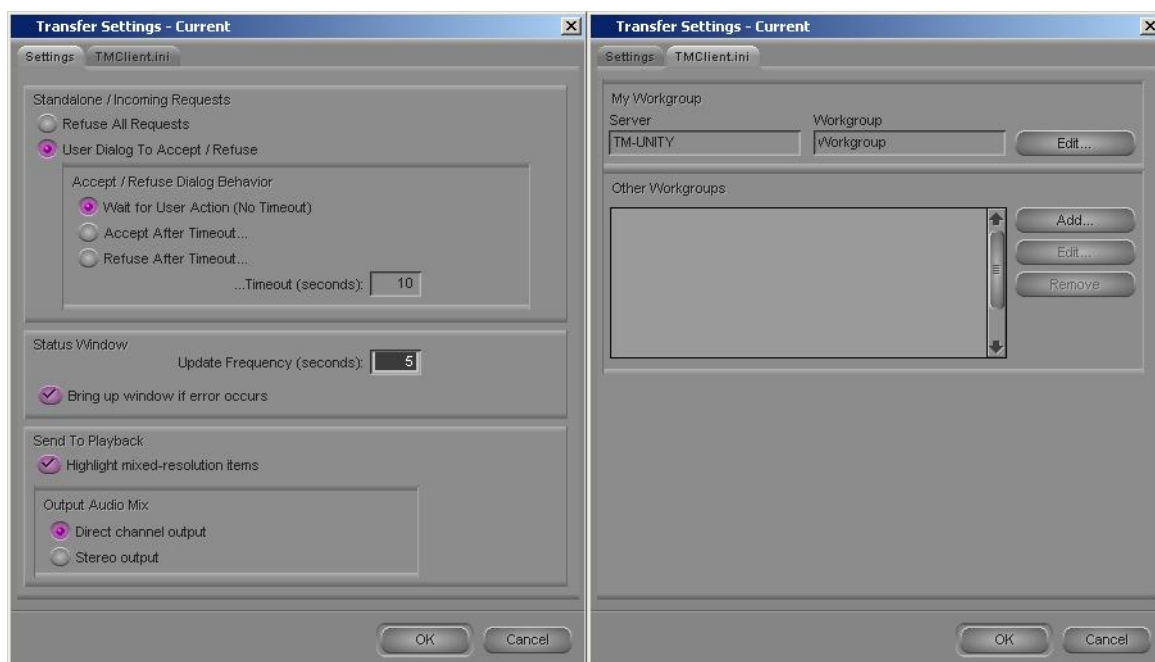 Transfer Settings - Current
Settings TMClient.ini
Standalone / Incoming Requests
Refuse All Requests
User Dialog To Accept / Refuse
Accept / Refuse Dialog Behavior
Wait for User Action (No Timeout)
Accept After Timeout...
Refuse After Timeout...
...Timeout (seconds): 10
Status Window
Update Frequency (seconds): 5
Bring up window if error occurs
Send To Playback
Highlight mixed-resolution items
Output Audio Mix
Direct channel output
Stereo output
OK Cancel
Transfer Settings - Current
Settings TMClient.ini
My Workgroup
Server Workgroup
TM-UNITY Workgroup Edit...
Other Workgroups
Add...
Edit...
Remove
OK Cancel